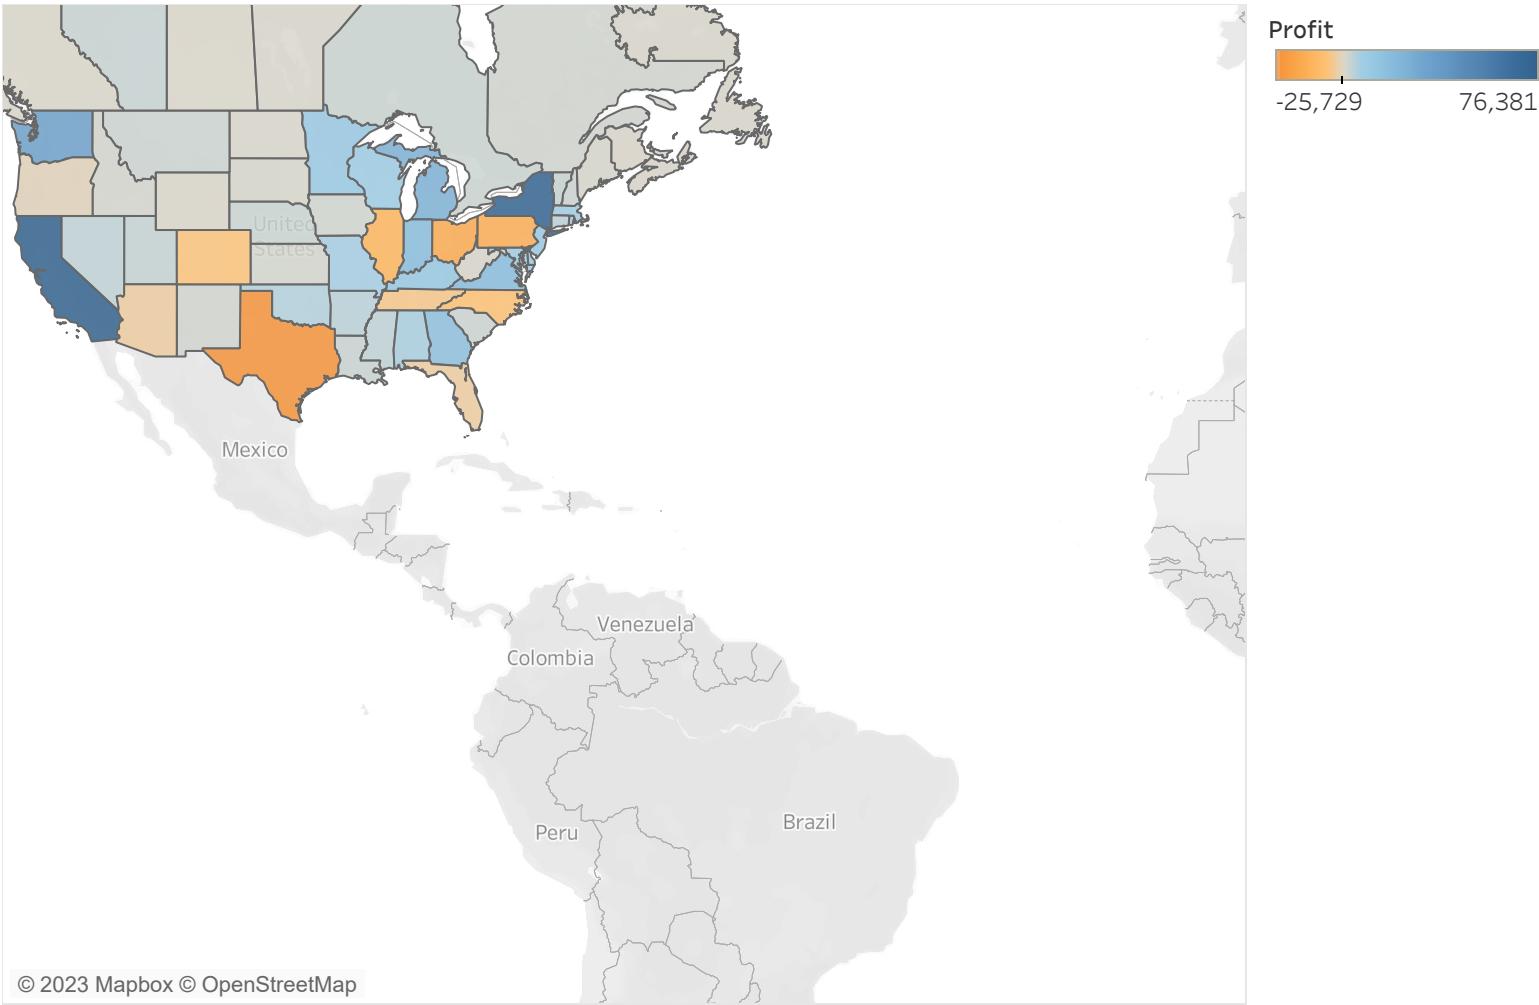 Profit
-25,729 76,381
United
States
Mexico
Venezuela
Colombia
Peru
Brazil
© 2023 Mapbox © OpenStreetMap